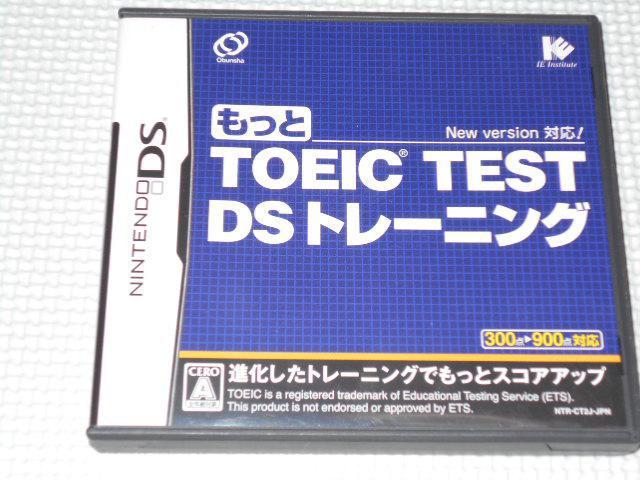 Obunsha
IE Institute
もっと
New version 対応!
TOEIC® TEST
DSトレーニング
300点▶900点対応
NINTENDO DS
CERO
A
進化したトレーニングでもっとスコアアップ
TOEIC is a registered trademark of Educational Testing Service (ETS).
This product is not endorsed or approved by ETS.
NTR-CT2J-JPN